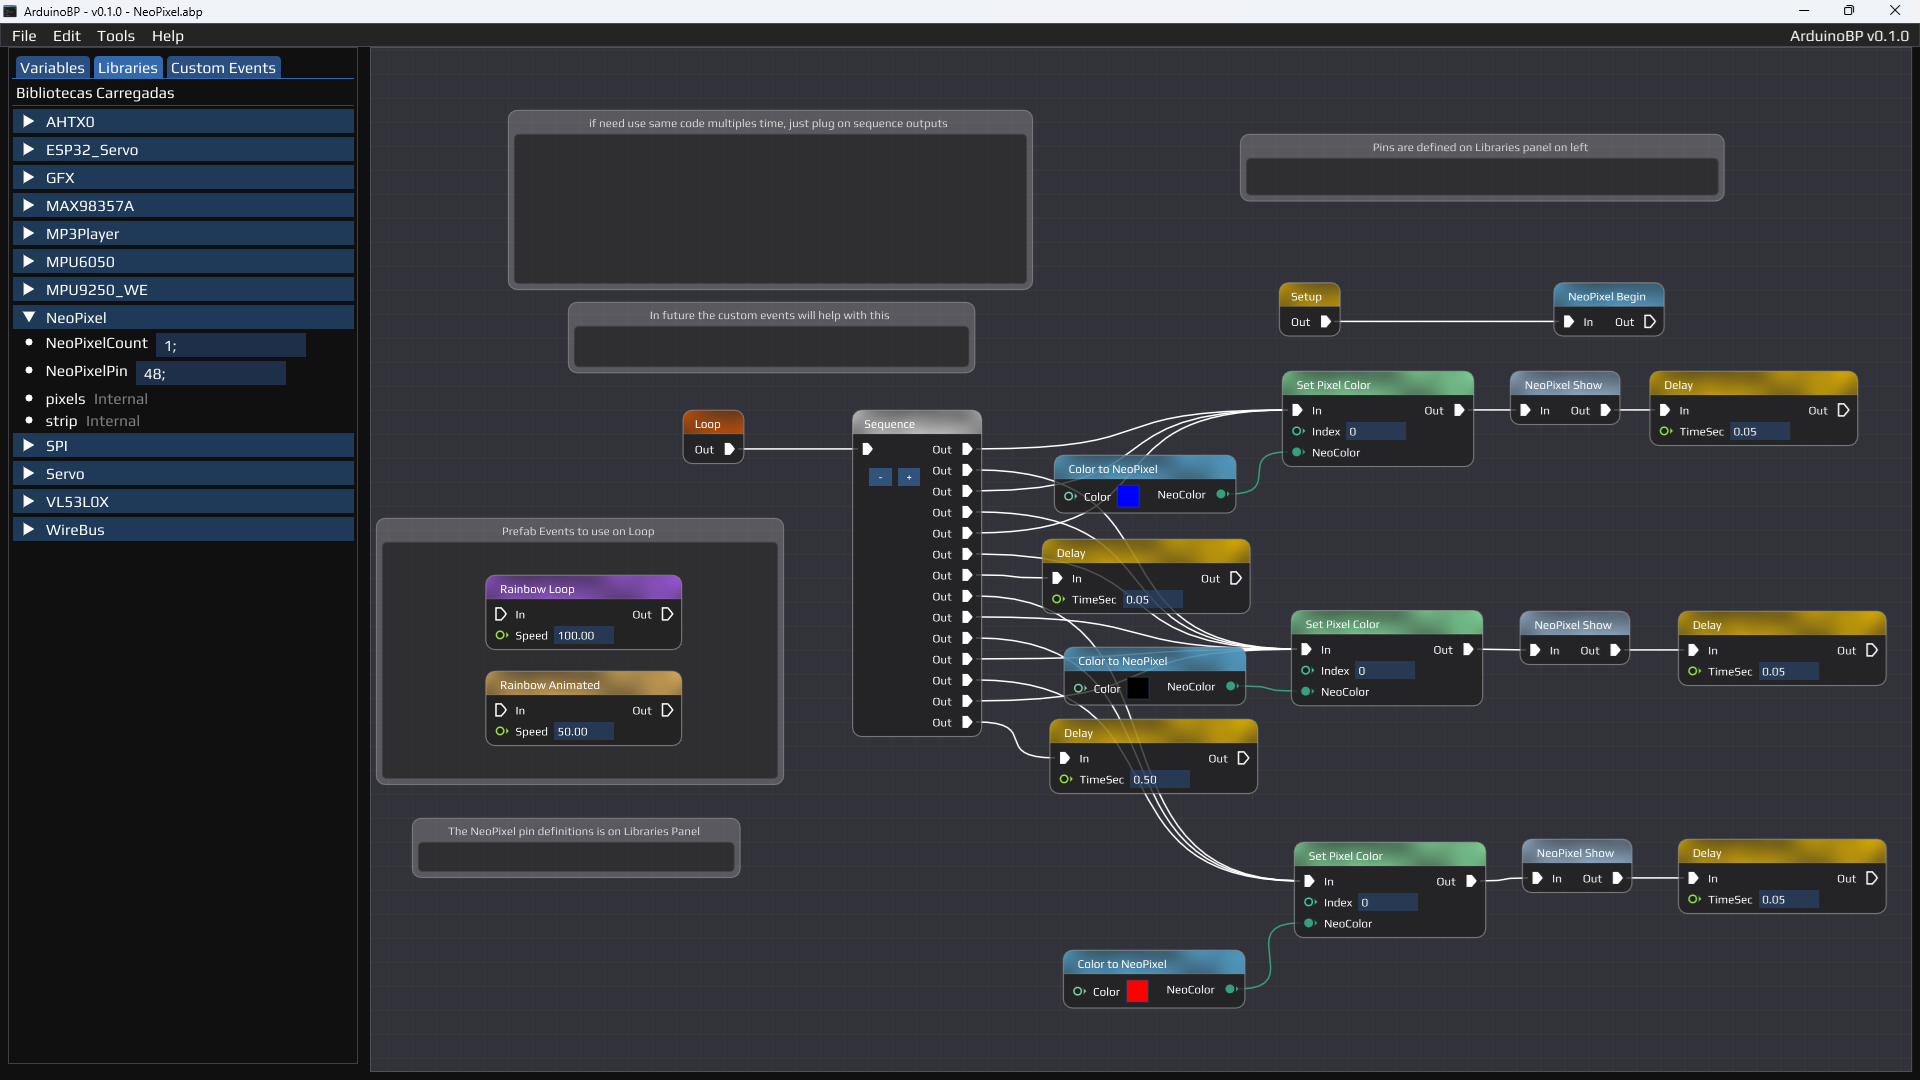 ArduinoBP - v0.1.0 - NeoPixel.abp
File Edit Tools Help
ArduinoBP v0.1.0
Variables Libraries Custom Events
Bibliotecas Carregadas
AHTX0
ESP32_Servo
GFX
MAX98357A
MP3Player
MPU6050
MPU9250_WE
NeoPixel
NeoPixelCount 1;
NeoPixelPin 48;
pixels Internal
strip Internal
SPI
Servo
VL53L0X
WireBus
if need use same code multiples time, just plug on sequence outputs
In future the custom events will help with this
Pins are defined on Libraries panel on left
Setup
Out
NeoPixel Begin
In Out
Loop
Out
Sequence
Out
- +
Out
Out
Out
Out
Out
Out
Out
Out
Out
Out
Out
Out
Out
Prefab Events to use on Loop
Rainbow Loop
In Out
Speed 100.00
Rainbow Animated
In Out
Speed 50.00
The NeoPixel pin definitions is on Libraries Panel
Set Pixel Color
In Out
Index 0
NeoColor
NeoPixel Show
In Out
Delay
In Out
TimeSec 0.05
Color to NeoPixel
Color NeoColor
Delay
In Out
TimeSec 0.05
Set Pixel Color
In Out
Index 0
NeoColor
NeoPixel Show
In Out
Delay
In Out
TimeSec 0.05
Color to NeoPixel
Color NeoColor
Delay
In Out
TimeSec 0.50
Set Pixel Color
In Out
Index 0
NeoColor
NeoPixel Show
In Out
Delay
In Out
TimeSec 0.05
Color to NeoPixel
Color NeoColor